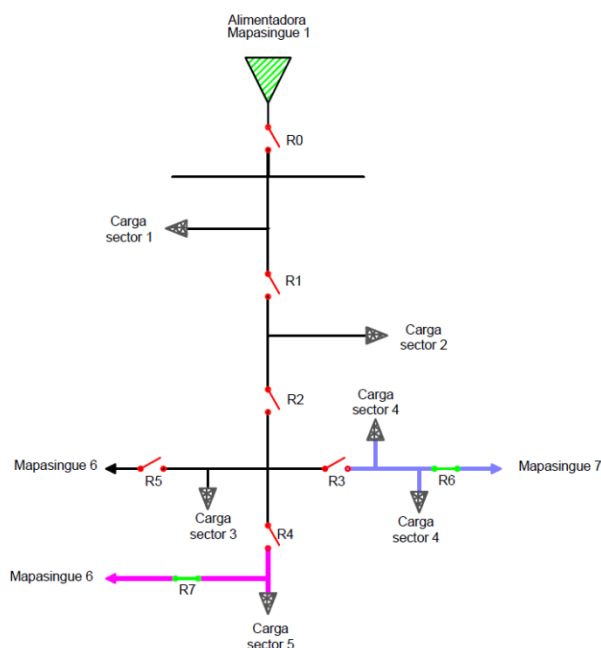 Alimentadora
Mapasingue 1
R0
Carga
sector 1
R1
Carga
sector 2
R2
Carga
sector 4
Mapasingue 6
R5
R3
R6
Mapasingue 7
Carga
sector 3
Carga
sector 4
R4
Mapasingue 6
R7
Carga
sector 5